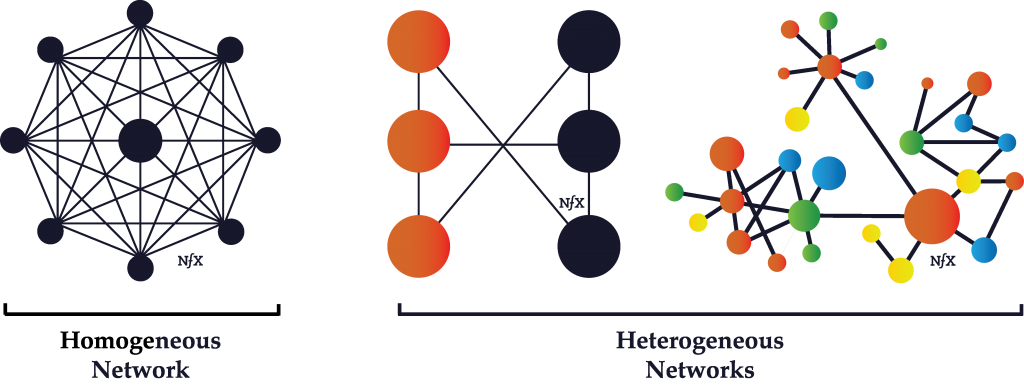 NfX
NfX
NfX
Homogeneous
Network
Heterogeneous
Networks